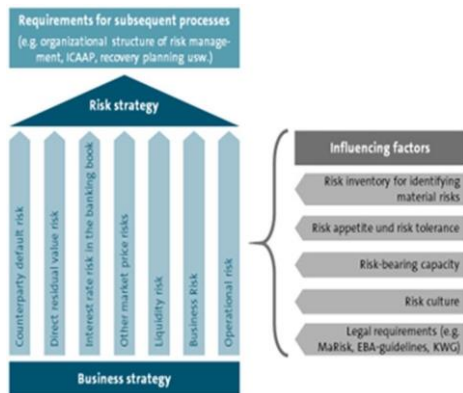 Requirements for subsequent processes
(e.g. organizational structure of risk manage-
ment, ICAAP, recovery planning usw.)
Risk strategy
Counterparty default risk
Direct residual value risk
Interest rate risk in the banking book
Other market price risks
Liquidity risk
Business Risk
Operational risk
Business strategy
Influencing factors
Risk inventory for identifying
material risks
Risk appetite und risk tolerance
Risk-bearing capacity
Risk culture
Legal requirements (e.g.
MaRisk, EBA-guidelines, KWG)